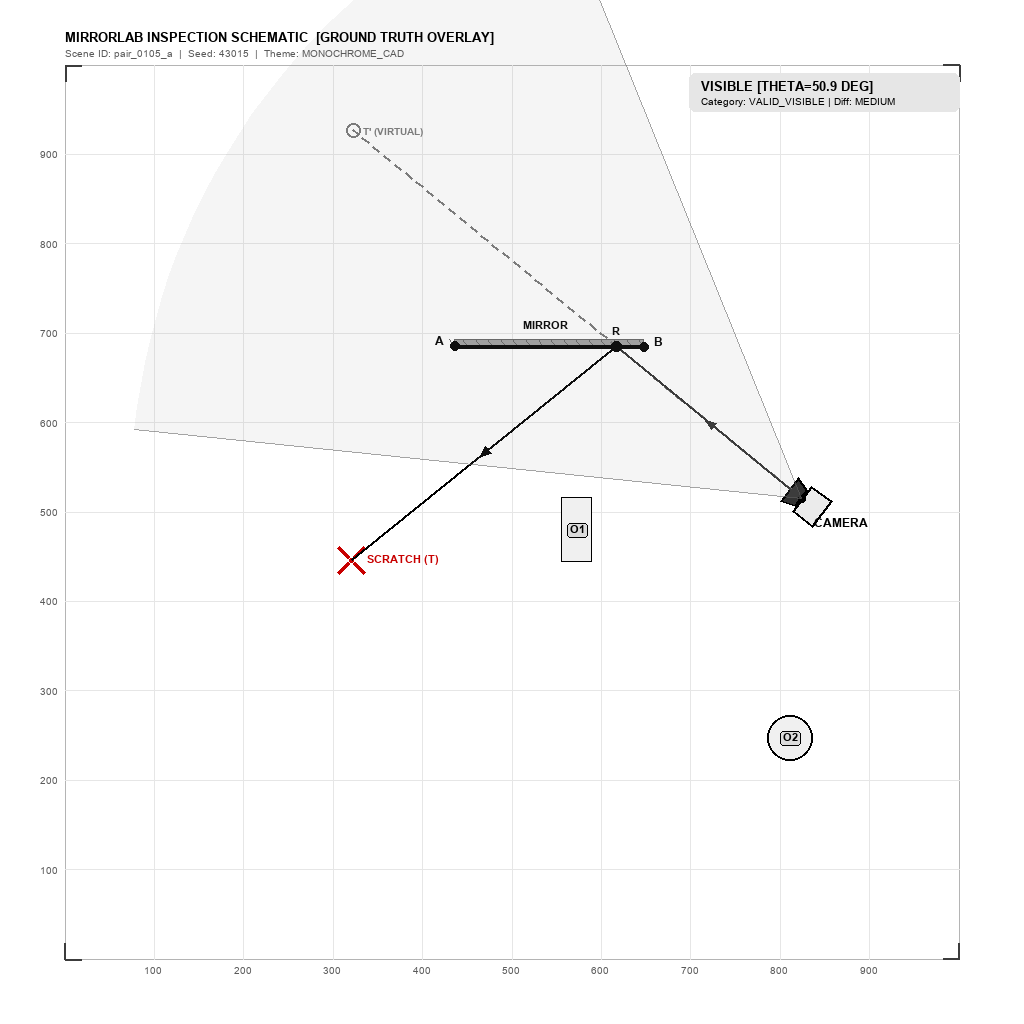 MIRRORLAB INSPECTION SCHEMATIC [GROUND TRUTH OVERLAY]
Scene ID: pair_0105_a | Seed: 43015 | Theme: MONOCHROME_CAD
VISIBLE [THETA=50.9 DEG]
Category: VALID_VISIBLE | Diff: MEDIUM
T' (VIRTUAL)
900
800
700
MIRROR
R
A
B
600
500
O1
CAMERA
SCRATCH (T)
400
300
O2
200
100
100 200 300 400 500 600 700 800 900